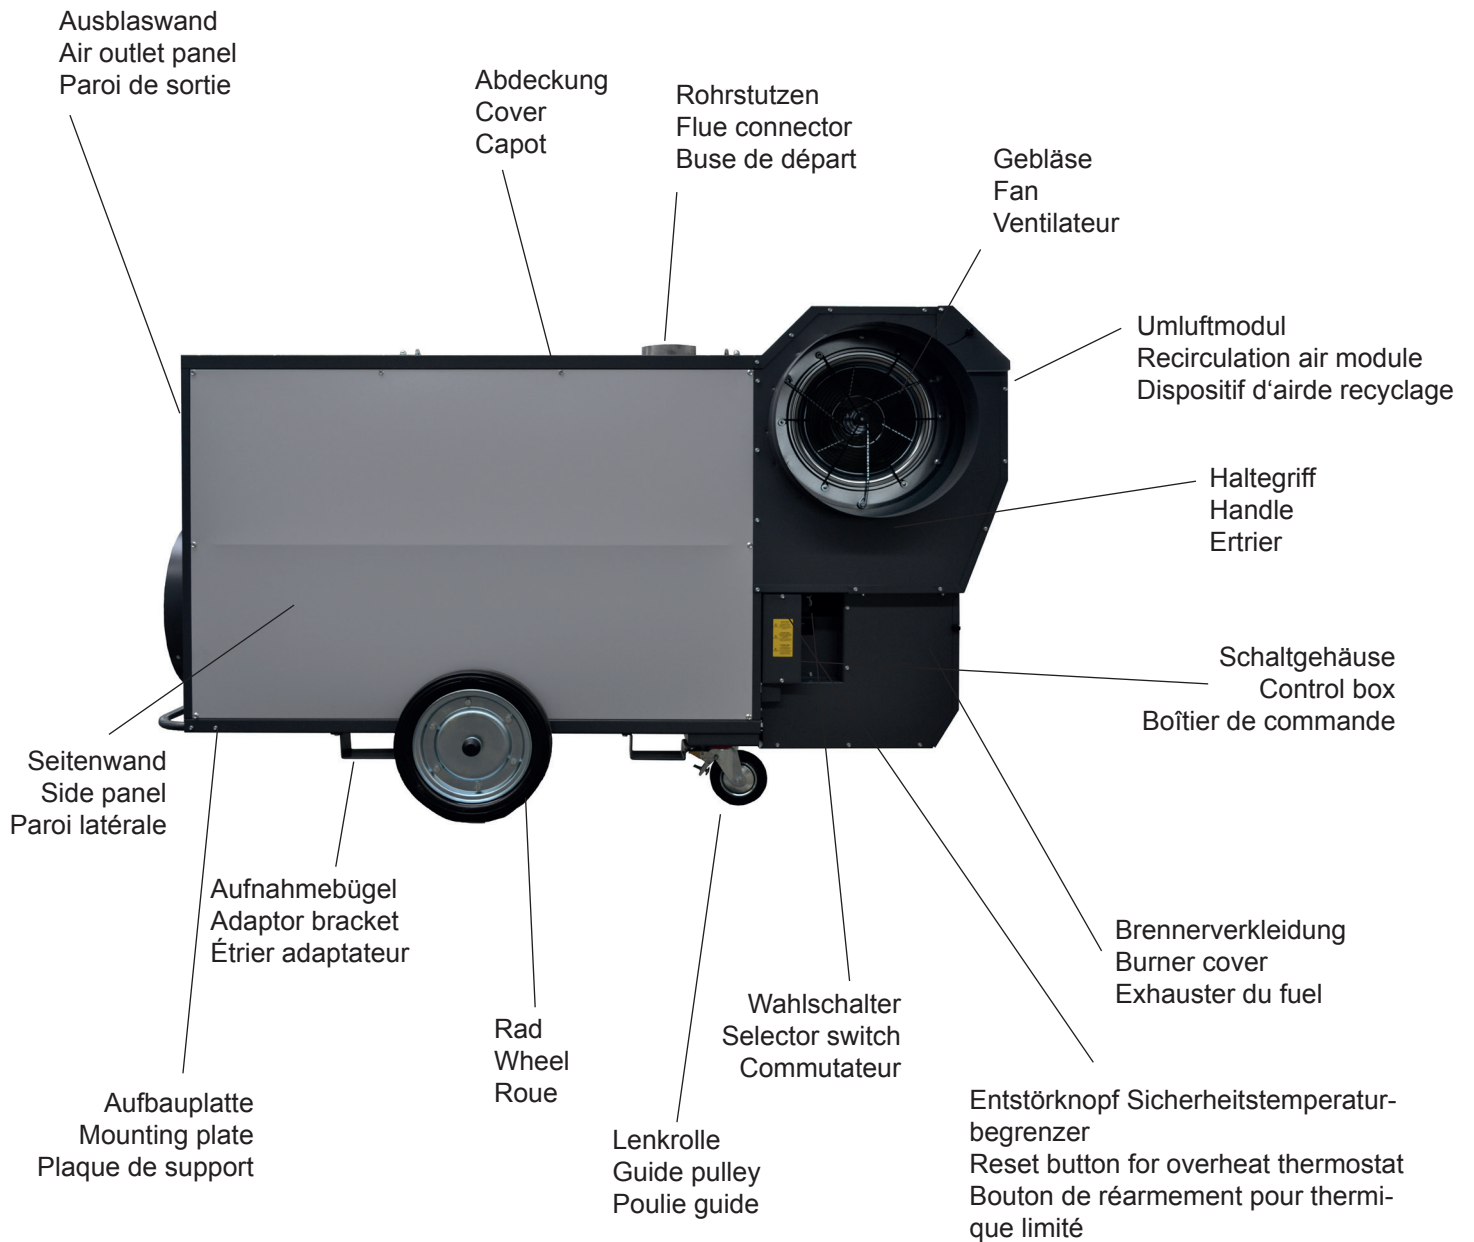 Ausblaswand
Air outlet panel
Paroi de sortie
Abdeckung
Cover
Capot
Rohrstutzen
Flue connector
Buse de départ
Gebläse
Fan
Ventilateur
Umluftmodul
Recirculation air module
Dispositif d‘airde recyclage
Haltegriff
Handle
Ertrier
Schaltgehäuse
Control box
Boîtier de commande
Seitenwand
Side panel
Paroi latérale
Aufnahmebügel
Adaptor bracket
Étrier adaptateur
Brennerverkleidung
Burner cover
Exhauster du fuel
Wahlschalter
Selector switch
Commutateur
Rad
Wheel
Roue
Aufbauplatte
Mounting plate
Plaque de support
Lenkrolle
Guide pulley
Poulie guide
Entstörknopf Sicherheitstemperatur-
begrenzer
Reset button for overheat thermostat
Bouton de réarmement pour thermi-
que limité